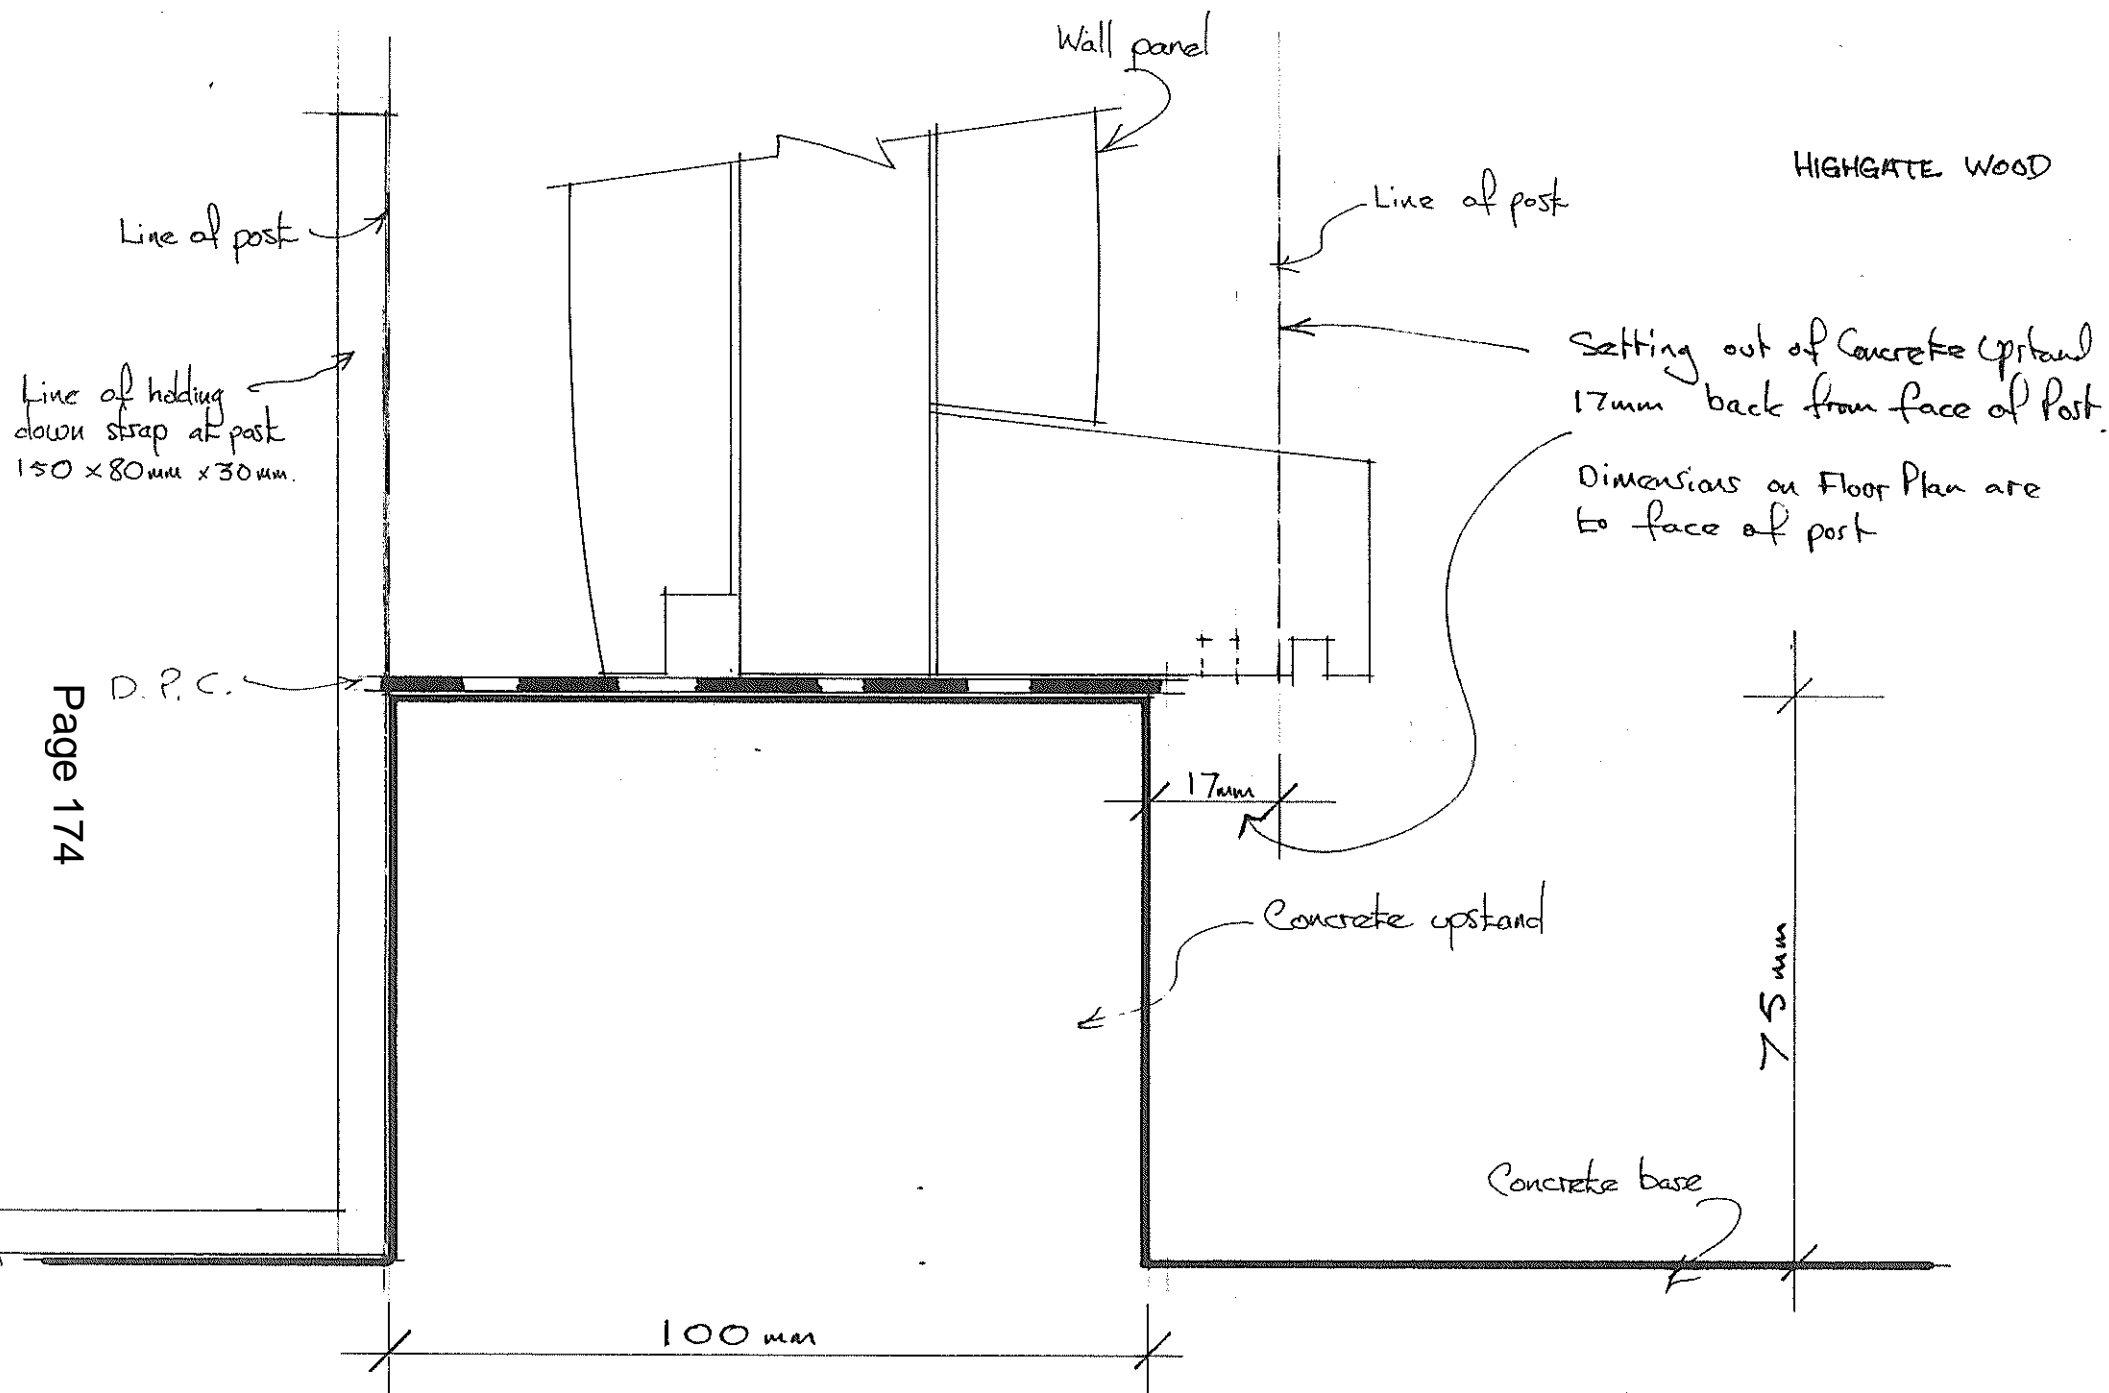 Wall panel
HIGHGATE WOOD
Line of post
Line of post
Setting out of Concrete Upstand
17mm back from face of Post.
Dimensions on Floor Plan are
to face of post
Line of holding
down strap at post
150 x 80mm x 30mm.
D.P.C.
Page 174
17mm
Concrete upstand
75mm
Concrete base
100mm